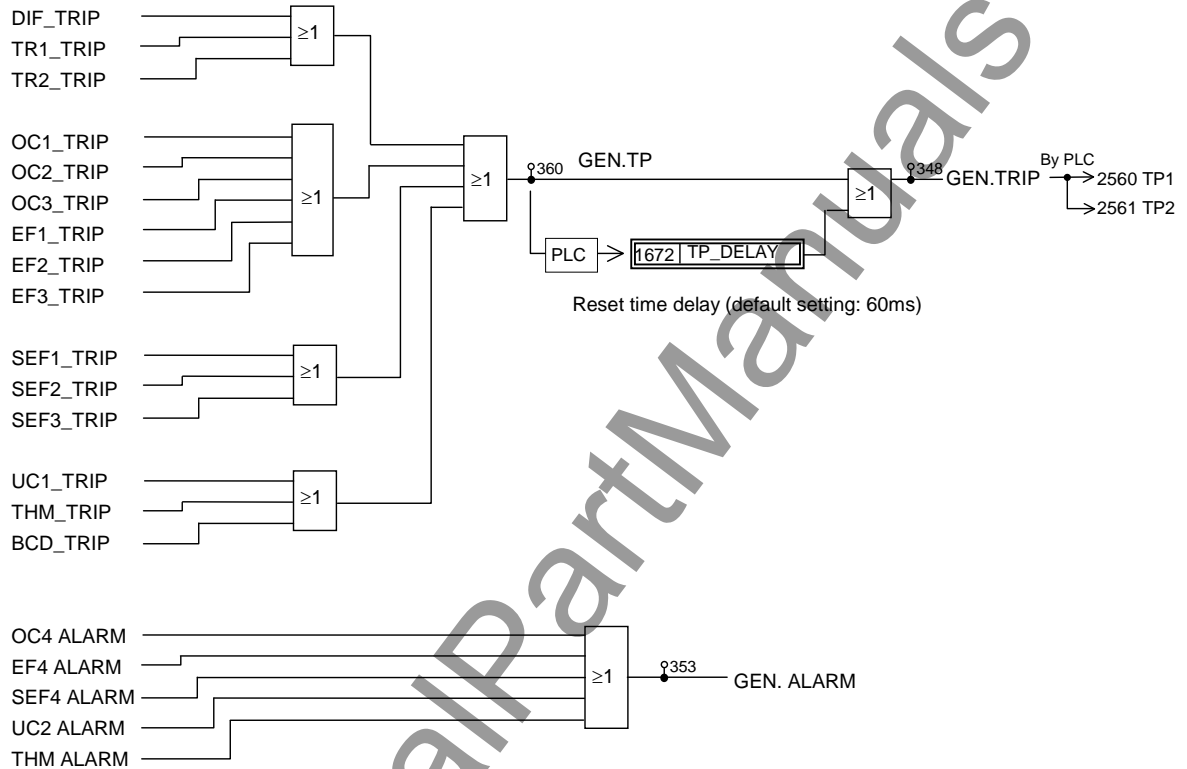 DIF_TRIP
TR1_TRIP
TR2_TRIP
≥1
OC1_TRIP
OC2_TRIP
OC3_TRIP
EF1_TRIP
EF2_TRIP
EF3_TRIP
≥1
SEF1_TRIP
SEF2_TRIP
SEF3_TRIP
≥1
UC1_TRIP
THM_TRIP
BCD_TRIP
≥1
≥1
360
GEN.TP
PLC
1672 TP_DELAY
Reset time delay (default setting: 60ms)
≥1
348
GEN.TRIP
By PLC
2560 TP1
2561 TP2
OC4 ALARM
EF4 ALARM
SEF4 ALARM
UC2 ALARM
THM ALARM
≥1
353
GEN. ALARM
alPartManuals